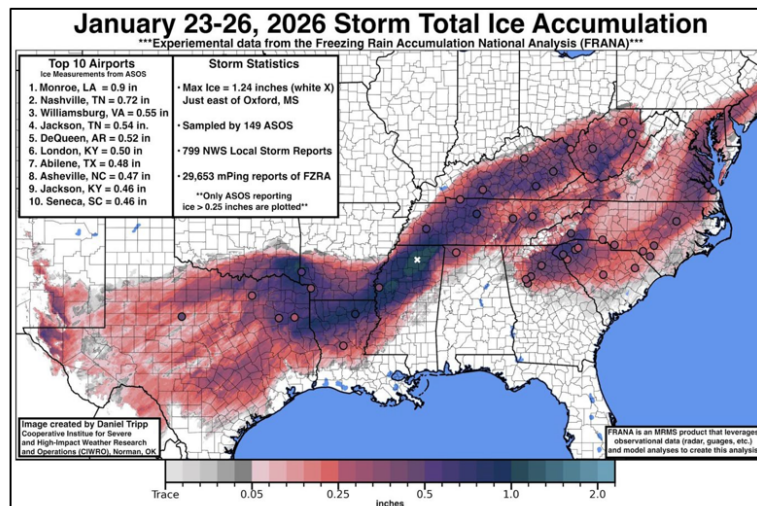 January 23-26, 2026 Storm Total Ice Accumulation
***Experiemental data from the Freezing Rain Accumulation National Analysis (FRANA)***
Top 10 Airports
Ice Measurements from ASOS
1. Monroe, LA = 0.9 in
2. Nashville, TN = 0.72 in
3. Williamsburg, VA = 0.55 in
4. Jackson, TN = 0.54 in.
5. DeQueen, AR = 0.52 in
6. London, KY = 0.50 in
7. Abilene, TX = 0.48 in
8. Asheville, NC = 0.47 in
9. Jackson, KY = 0.46 in
10. Seneca, SC = 0.46 in
Storm Statistics
• Max Ice = 1.24 inches (white X)
Just east of Oxford, MS
• Sampled by 149 ASOS
• 799 NWS Local Storm Reports
• 29,653 mPing reports of FZRA
**Only ASOS reporting
ice > 0.25 inches are plotted**
Image created by Daniel Tripp
Cooperative Institue for Severe
and High-Impact Weather Research
and Operations (CIWRO), Norman, OK
FRANA is an MRMS product that leverages
observational data (radar, guages, etc.)
and model analyses to create this analysis
Trace 0.05 0.25 0.5 1.0 2.0
inches